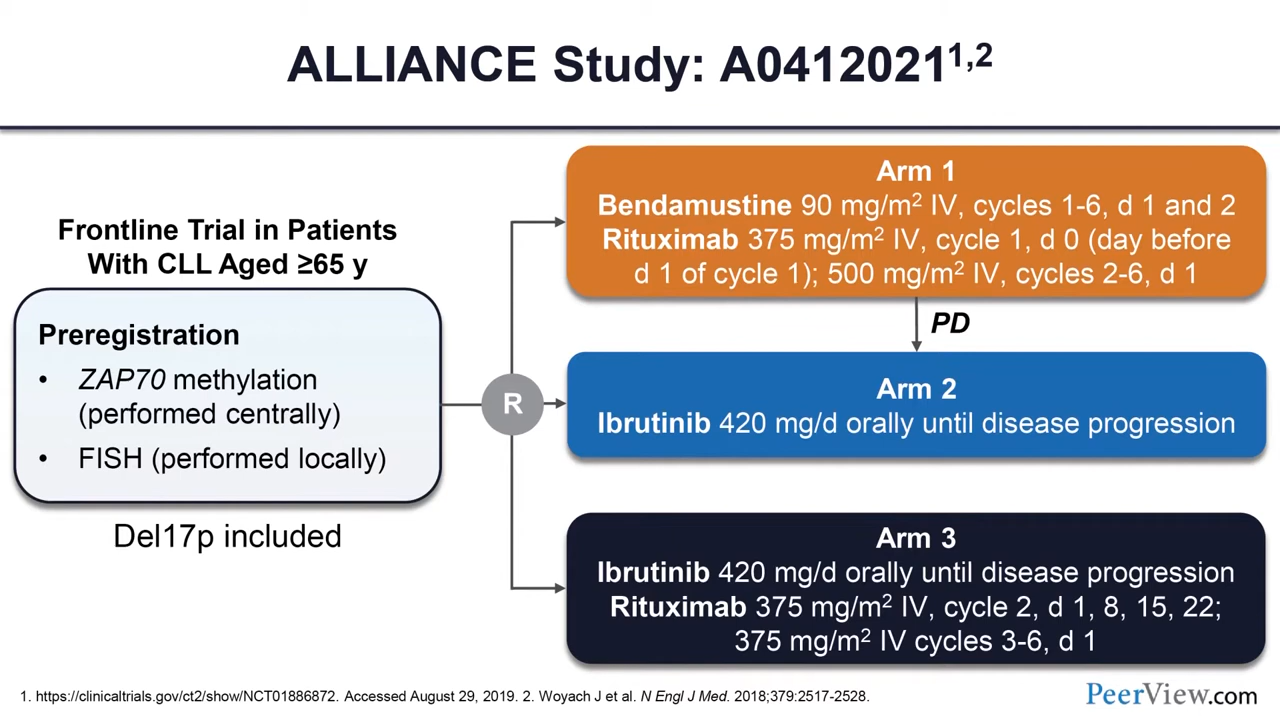 ALLIANCE Study: A0412021¹,²
Frontline Trial in Patients
With CLL Aged ≥65 y
Preregistration
• ZAP70 methylation
(performed centrally)
• FISH (performed locally)
Del17p included
R
Arm 1
Bendamustine 90 mg/m² IV, cycles 1-6, d 1 and 2
Rituximab 375 mg/m² IV, cycle 1, d 0 (day before
d 1 of cycle 1); 500 mg/m² IV, cycles 2-6, d 1
PD
Arm 2
Ibrutinib 420 mg/d orally until disease progression
Arm 3
Ibrutinib 420 mg/d orally until disease progression
Rituximab 375 mg/m² IV, cycle 2, d 1, 8, 15, 22;
375 mg/m² IV cycles 3-6, d 1
1. https://clinicaltrials.gov/ct2/show/NCT01886872. Accessed August 29, 2019. 2. Woyach J et al. N Engl J Med. 2018;379:2517-2528.
PeerView.com